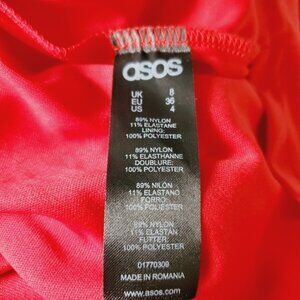 asos
UK 8
EU 36
US 4
89% NYLON
11% ELASTANE
LINING:
100% POLYESTER
89% NYLON
11% ELASTHANNE
DOUBLURE:
100% POLYESTER
89% NILÓN
11% ELASTANO
FORRO:
100% POLIÉSTER
89% NYLON
11% ELASTAN
FUTTER:
100% POLYESTER
01770309
MADE IN ROMANIA
www.asos.com